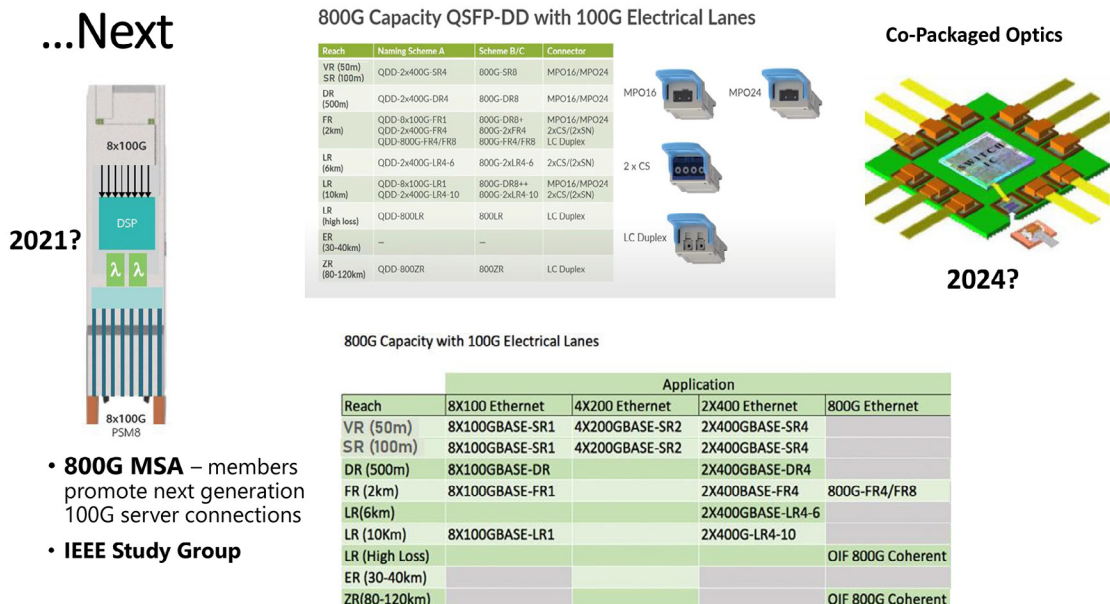 ...Next
2021?
8x100G
DSP
λ λ
8x100G
PSM8
• 800G MSA – members
promote next generation
100G server connections
• IEEE Study Group
800G Capacity QSFP-DD with 100G Electrical Lanes
Reach Naming Scheme A Scheme B/C Connector
VR (50m)
SR (100m) QDD-2x400G-SR4 800G-SR8 MPO16/MPO24
DR
(500m) QDD-2x400G-DR4 800G-DR8 MPO16/MPO24
FR
(2km) QDD-8x100G-FR1 800G-DR8+ MPO16/MPO24
QDD-2x400G-FR4 800G-2xFR4 2xCS/(2xSN)
QDD-800G-FR4/FR8 800G-FR4/FR8 LC Duplex
LR
(6km) QDD-2x400G-LR4-6 800G-2xLR4-6 2xCS/(2xSN)
LR
(10km) QDD-8x100G-LR1 800G-DR8++ MPO16/MPO24
QDD-2x400G-LR4-10 800G-2xLR4-10 2xCS/(2xSN)
LR
(high loss) QDD-800LR 800LR LC Duplex
ER
(30-40km) – –
ZR
(80-120km) QDD-800ZR 800ZR LC Duplex
MPO16 MPO24
2 x CS
LC Duplex
Co-Packaged Optics
SWITCH
IC
2024?
800G Capacity with 100G Electrical Lanes
Application
Reach 8X100 Ethernet 4X200 Ethernet 2X400 Ethernet 800G Ethernet
VR (50m) 8X100GBASE-SR1 4X200GBASE-SR2 2X400GBASE-SR4
SR (100m) 8X100GBASE-SR1 4X200GBASE-SR2 2X400GBASE-SR4
DR (500m) 8X100GBASE-DR 2X400GBASE-DR4
FR (2km) 8X100GBASE-FR1 2X400BASE-FR4 800G-FR4/FR8
LR(6km) 2X400GBASE-LR4-6
LR (10Km) 8X100GBASE-LR1 2X400G-LR4-10
LR (High Loss) OIF 800G Coherent
ER (30-40km)
ZR(80-120km) OIF 800G Coherent